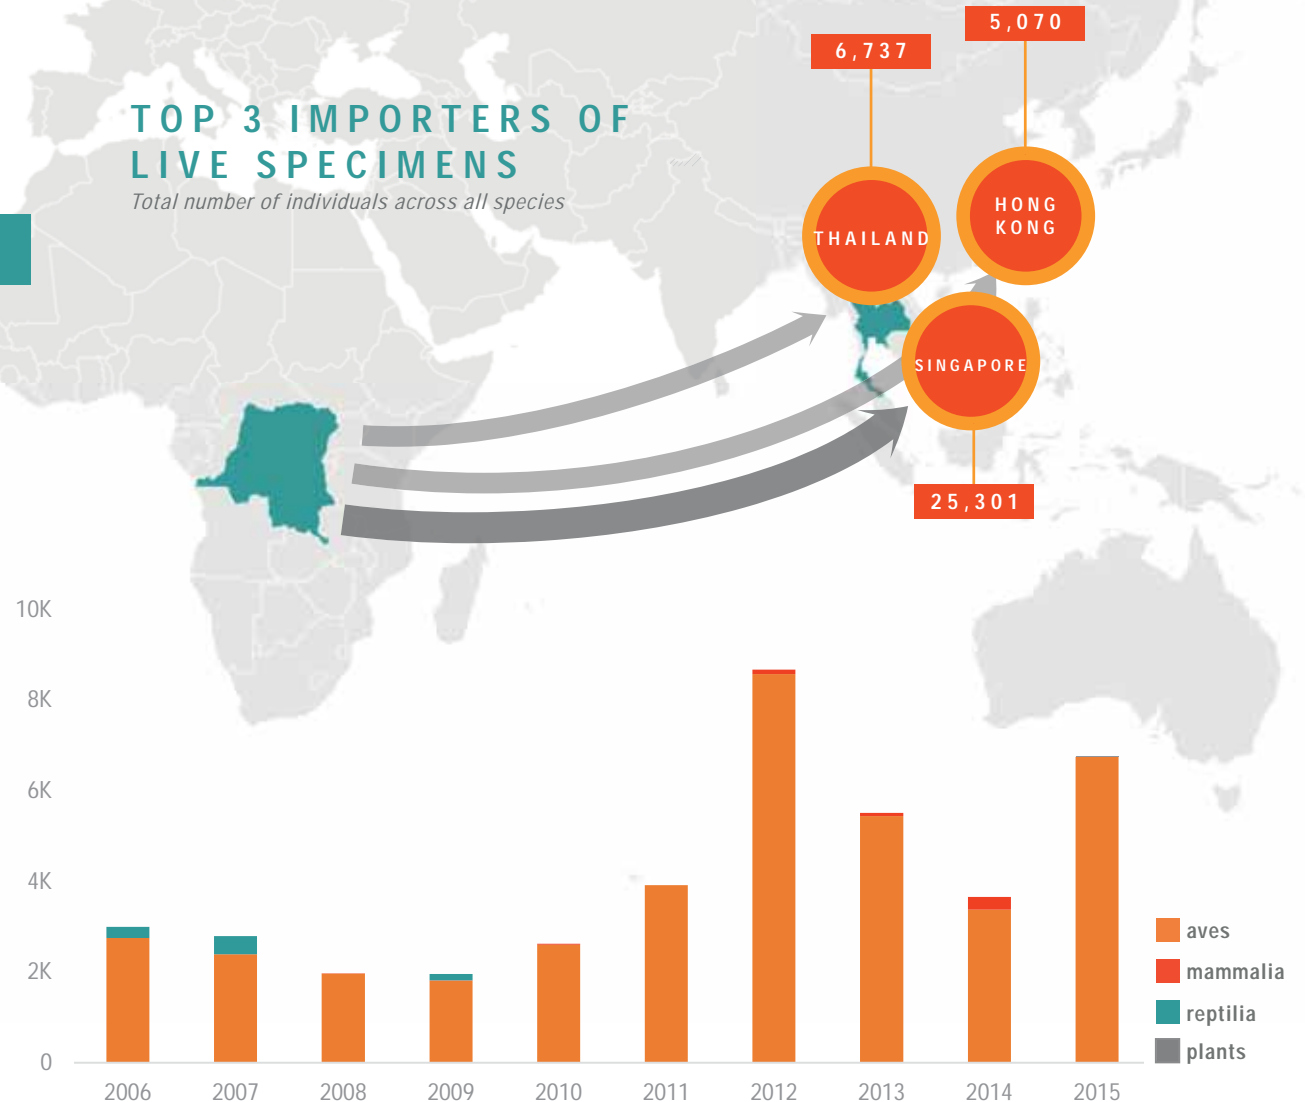 5,070
6,737
TOP 3 IMPORTERS OF
LIVE SPECIMENS
Total number of individuals across all species
HONG
KONG
THAILAND
SINGAPORE
25,301
10K
8K
6K
4K
2K
0
aves
mammalia
reptilia
plants
2006 2007 2008 2009 2010 2011 2012 2013 2014 2015